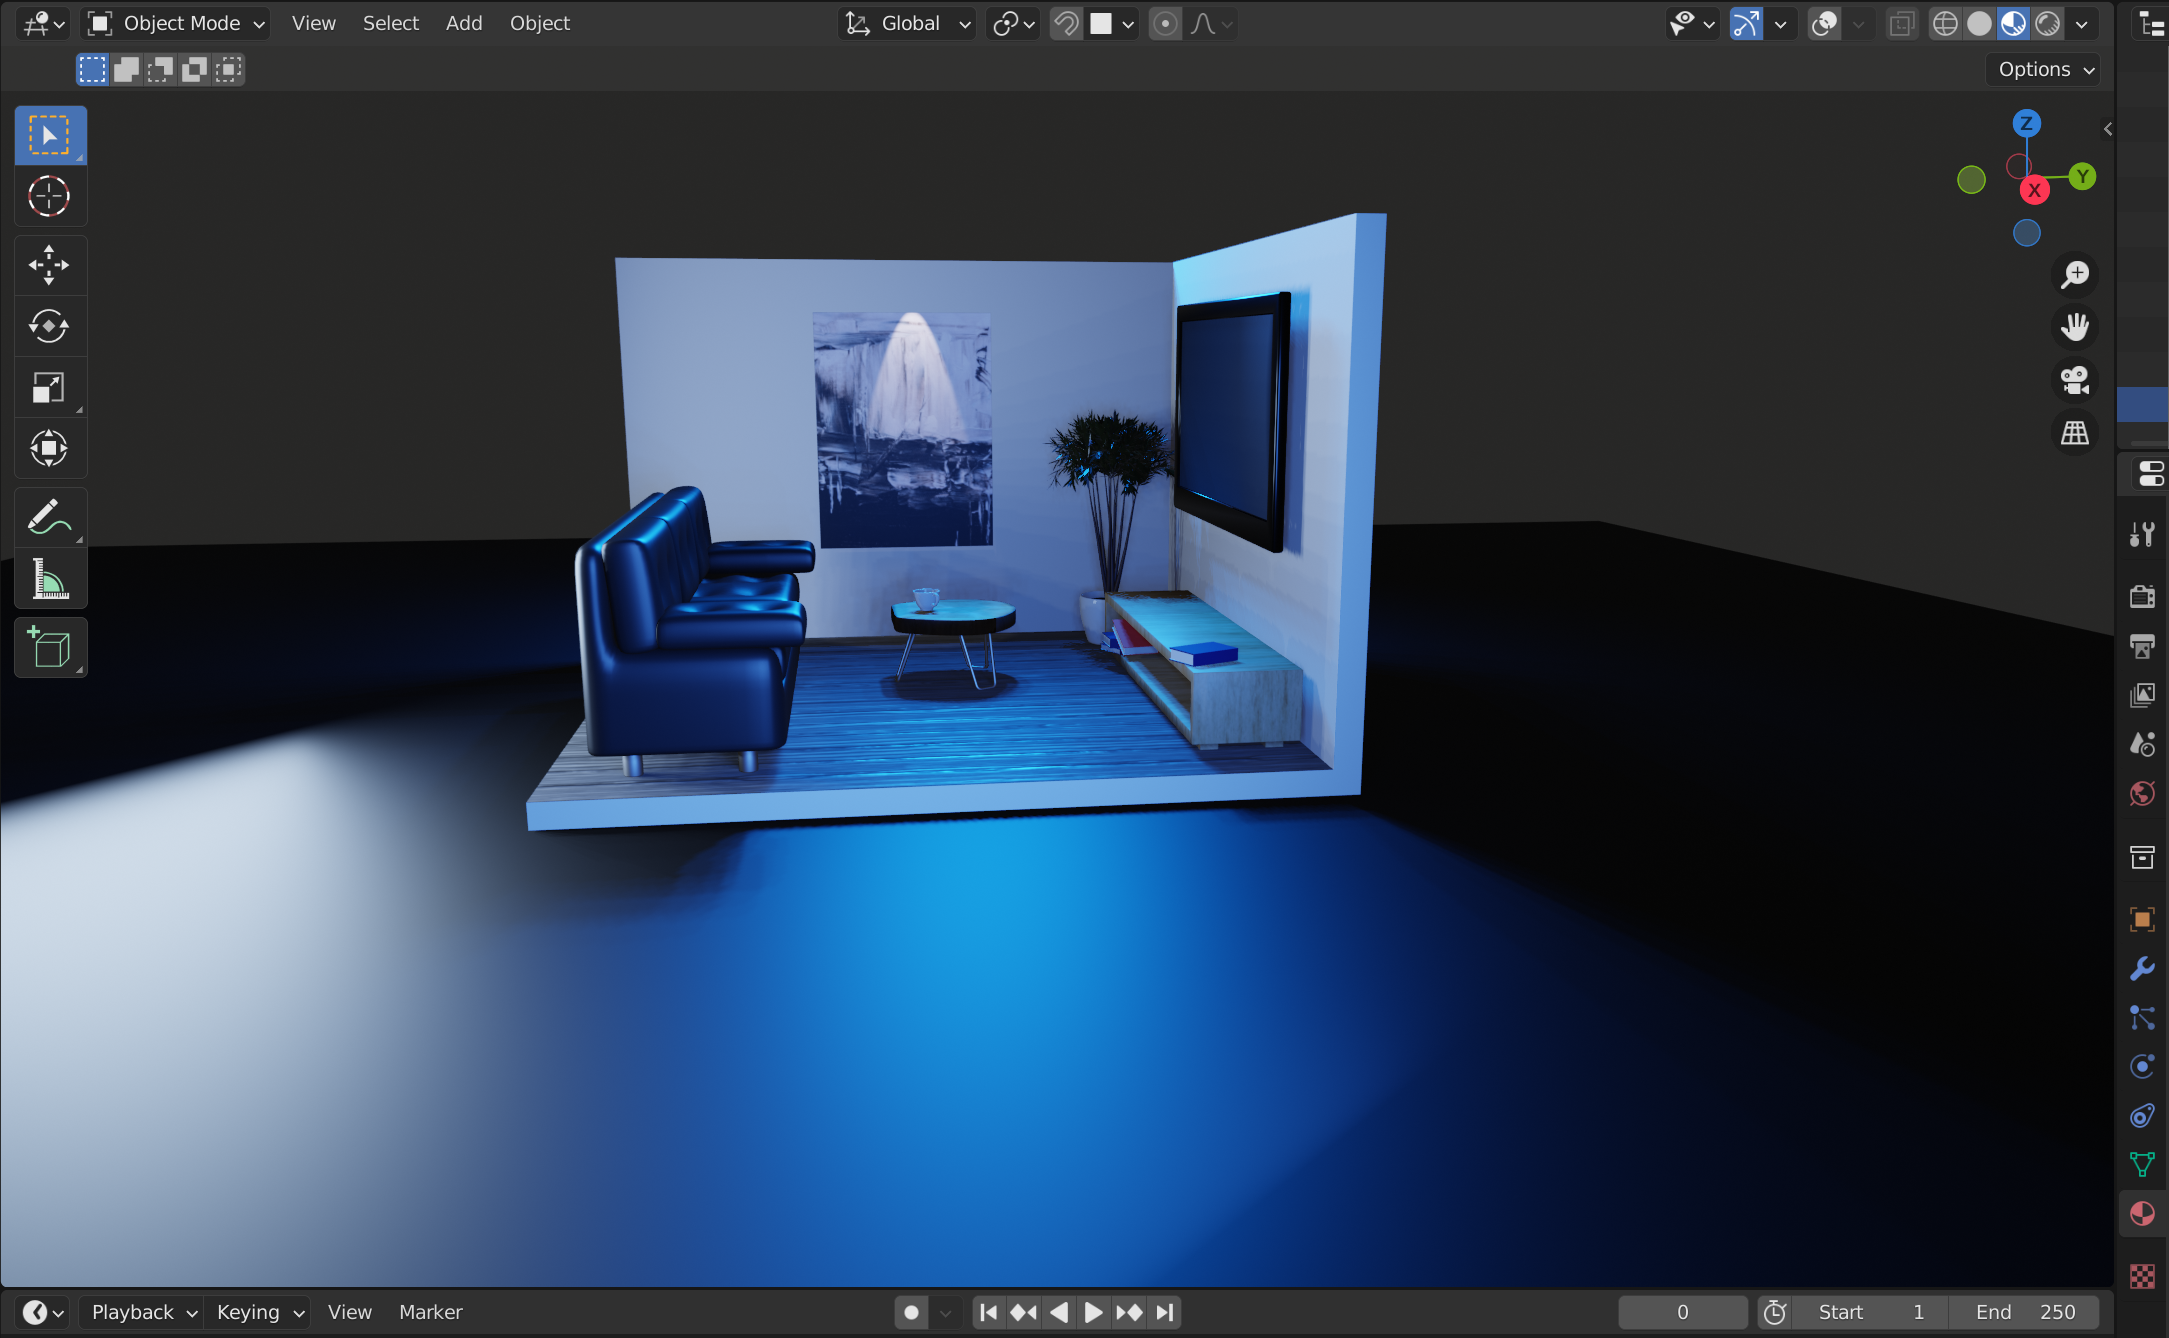 Object Mode View Select Add Object Global
Options
Z
Y
X
Playback Keying View Marker 0 Start 1 End 250